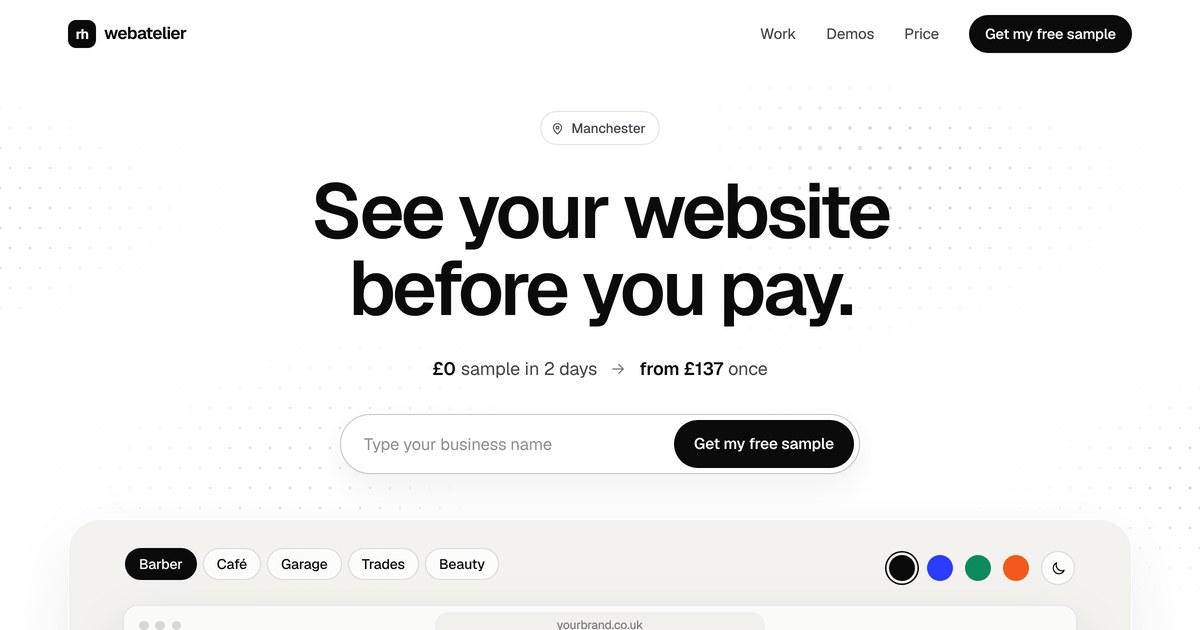 rh webatelier
Work Demos Price Get my free sample
Manchester
See your website
before you pay.
£0 sample in 2 days → from £137 once
Type your business name Get my free sample
Barber Café Garage Trades Beauty
yourbrand.co.uk